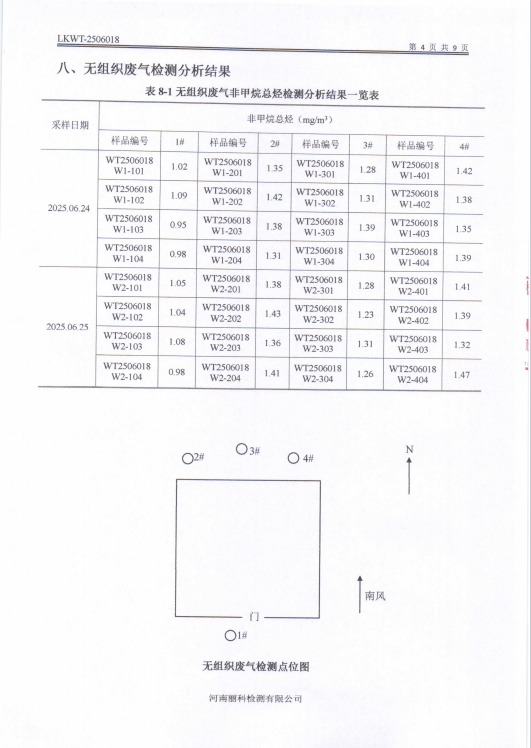 LKWT-2506018
第 4 页 共 9 页
八、无组织废气检测分析结果
表 8-1 无组织废气非甲烷总烃检测分析结果一览表
采样日期 非甲烷总烃（mg/m³）
样品编号 1# 样品编号 2# 样品编号 3# 样品编号 4#
2025.06.24
WT2506018 W1-101 1.02 WT2506018 W1-201 1.35 WT2506018 W1-301 1.28 WT2506018 W1-401 1.42
WT2506018 W1-102 1.09 WT2506018 W1-202 1.42 WT2506018 W1-302 1.31 WT2506018 W1-402 1.38
WT2506018 W1-103 0.95 WT2506018 W1-203 1.38 WT2506018 W1-303 1.39 WT2506018 W1-403 1.35
WT2506018 W1-104 0.98 WT2506018 W1-204 1.31 WT2506018 W1-304 1.30 WT2506018 W1-404 1.39
2025.06.25
WT2506018 W2-101 1.05 WT2506018 W2-201 1.38 WT2506018 W2-301 1.28 WT2506018 W2-401 1.41
WT2506018 W2-102 1.04 WT2506018 W2-202 1.43 WT2506018 W2-302 1.23 WT2506018 W2-402 1.39
WT2506018 W2-103 1.08 WT2506018 W2-203 1.36 WT2506018 W2-303 1.31 WT2506018 W2-403 1.32
WT2506018 W2-104 0.98 WT2506018 W2-204 1.41 WT2506018 W2-304 1.26 WT2506018 W2-404 1.47
2# 3# 4# N
南风
门
1#
无组织废气检测点位图
河南丽科检测有限公司